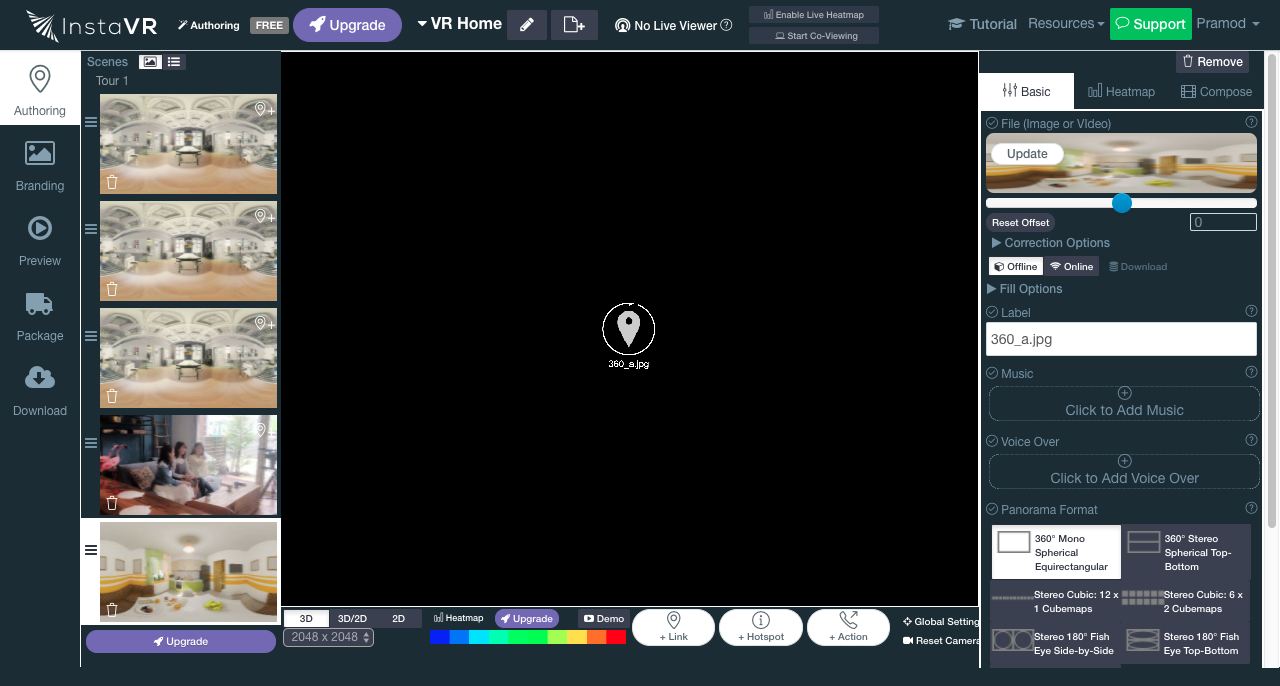 InstaVR
Authoring
FREE
Upgrade
VR Home
No Live Viewer
Enable Live Heatmap
Start Co-Viewing
Tutorial
Resources
Support
Pramod
Authoring
Branding
Preview
Package
Download
Scenes
Tour 1
Upgrade
360_a.jpg
3D
3D/2D
2D
2048 x 2048
Heatmap
Upgrade
Demo
+ Link
+ Hotspot
+ Action
Global Setting
Reset Camera
Remove
Basic
Heatmap
Compose
File (Image or VIdeo)
Update
Reset Offset
0
Correction Options
Offline
Online
Download
Fill Options
Label
360_a.jpg
Music
Click to Add Music
Voice Over
Click to Add Voice Over
Panorama Format
360° Mono
Spherical
Equirectangular
360° Stereo
Spherical Top-
Bottom
Stereo Cubic: 12 x
1 Cubemaps
Stereo Cubic: 6 x
2 Cubemaps
Stereo 180° Fish
Eye Side-by-Side
Stereo 180° Fish
Eye Top-Bottom